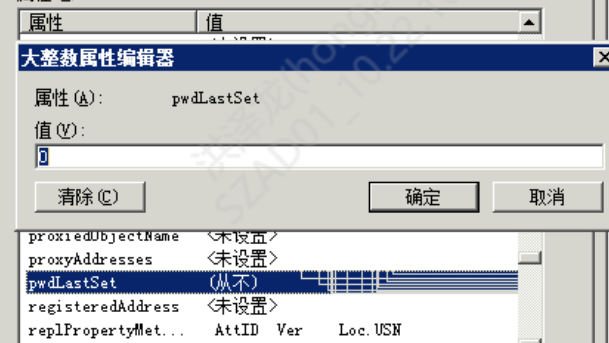 属性 值
大整数属性编辑器
属性(A): pwdLastSet
值(V):
0
清除(C) 确定 取消
proxiedObjectName <未设置>
proxyAddresses <未设置>
pwdLastSet (从不)
registeredAddress <未设置>
replPropertyMet... AttID Ver Loc.USN
SZAD01_10.22.10